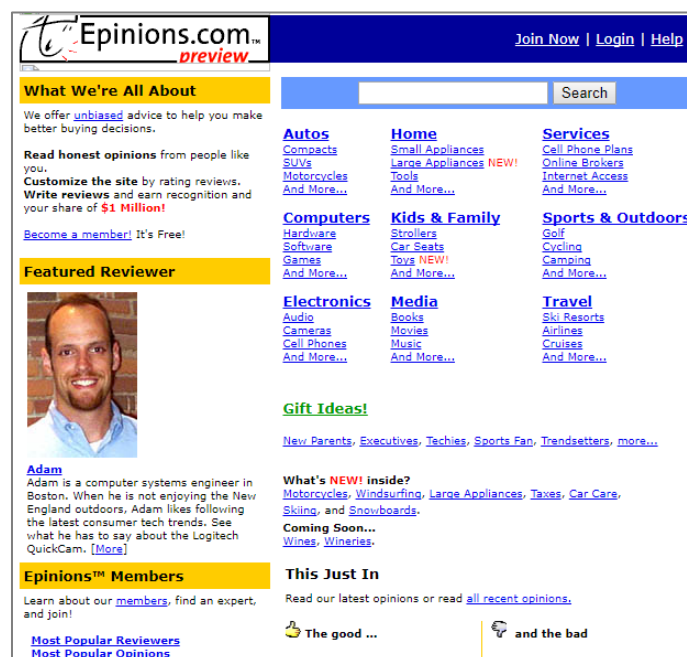 Epinions.com™
preview
Join Now | Login | Help
What We're All About
We offer unbiased advice to help you make
better buying decisions.
Read honest opinions from people like
you.
Customize the site by rating reviews.
Write reviews and earn recognition and
your share of $1 Million!
Become a member! It's Free!
Featured Reviewer
Adam
Adam is a computer systems engineer in
Boston. When he is not enjoying the New
England outdoors, Adam likes following
the latest consumer tech trends. See
what he has to say about the Logitech
QuickCam. [More]
Epinions™ Members
Learn about our members, find an expert,
and join!
Most Popular Reviewers
Most Popular Opinions
Search
Autos
Compacts
SUVs
Motorcycles
And More...
Home
Small Appliances
Large Appliances NEW!
Tools
And More...
Services
Cell Phone Plans
Online Brokers
Internet Access
And More...
Computers
Hardware
Software
Games
And More...
Kids & Family
Strollers
Car Seats
Toys NEW!
And More...
Sports & Outdoors
Golf
Cycling
Camping
And More...
Electronics
Audio
Cameras
Cell Phones
And More...
Media
Books
Movies
Music
And More...
Travel
Ski Resorts
Airlines
Cruises
And More...
Gift Ideas!
New Parents, Executives, Techies, Sports Fan, Trendsetters, more...
What's NEW! inside?
Motorcycles, Windsurfing, Large Appliances, Taxes, Car Care,
Skiing, and Snowboards.
Coming Soon...
Wines, Wineries.
This Just In
Read our latest opinions or read all recent opinions.
The good ...
and the bad